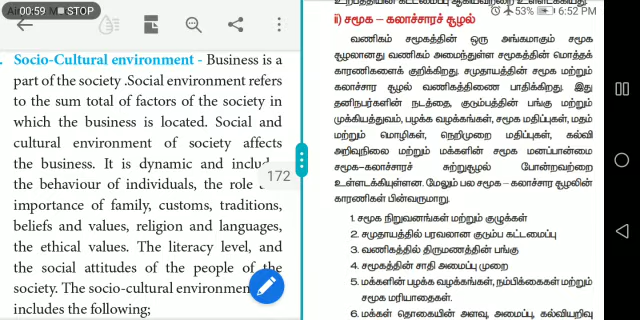 00:59 STOP
53% 6:52 PM
. Socio-Cultural environment - Business is a
part of the society .Social environment refers
to the sum total of factors of the society in
which the business is located. Social and
cultural environment of society affects
the business. It is dynamic and
the behaviour of individuals, the role
importance of family, customs, traditions,
beliefs and values, religion and languages,
the ethical values. The literacy level, and
the social attitudes of the people of the
society. The socio-cultural environment
includes the following;
172
ii) சமூக – கலாச்சாரச் சூழல்
வணிகம் சமூகத்தின் ஒரு அங்கமாகும் சமூக
சூழலானது வணிகம் அமைந்துள்ள சமூகத்தின் மொத்தக்
காரணிகளைக் குறிக்கிறது. சமுதாயத்தின் சமூக மற்றும்
கலாச்சார சூழல் வணிகத்தினை பாதிக்கிறது. இது
தனிநபர்களின் நடத்தை, குடும்பத்தின் பங்கு மற்றும்
முக்கியத்துவம், பழக்க வழக்கங்கள், சமூக மதிப்புகள், மதம்
மற்றும் மொழிகள், நெறிமுறை மதிப்புகள், கல்வி
அறிவுநிலை மற்றும் மக்களின் சமூக மனப்பான்மை
சமூக–கலாச்சாரச் சுற்றுசூழல் போன்றவற்றை
உள்ளடக்கியுள்ளன. மேலும் பல சமூக – கலாச்சார சூழலின்
காரணிகள் பின்வருமாறு.
1. சமூக நிறுவனங்கள் மற்றும் குழுக்கள்
2. சமுதாயத்தில் பரவலான குடும்ப கட்டமைப்பு
3. வணிகத்தில் திருமணத்தின் பங்கு
4. சமூகத்தின் சாதி அமைப்பு முறை
5. மக்களின் பழக்க வழக்கங்கள், நம்பிக்கைகள் மற்றும்
சமூக மரியாதைகள்.
6. மக்கள் தொகையின் அளவு, அமைப்பு, கல்வியறிவு